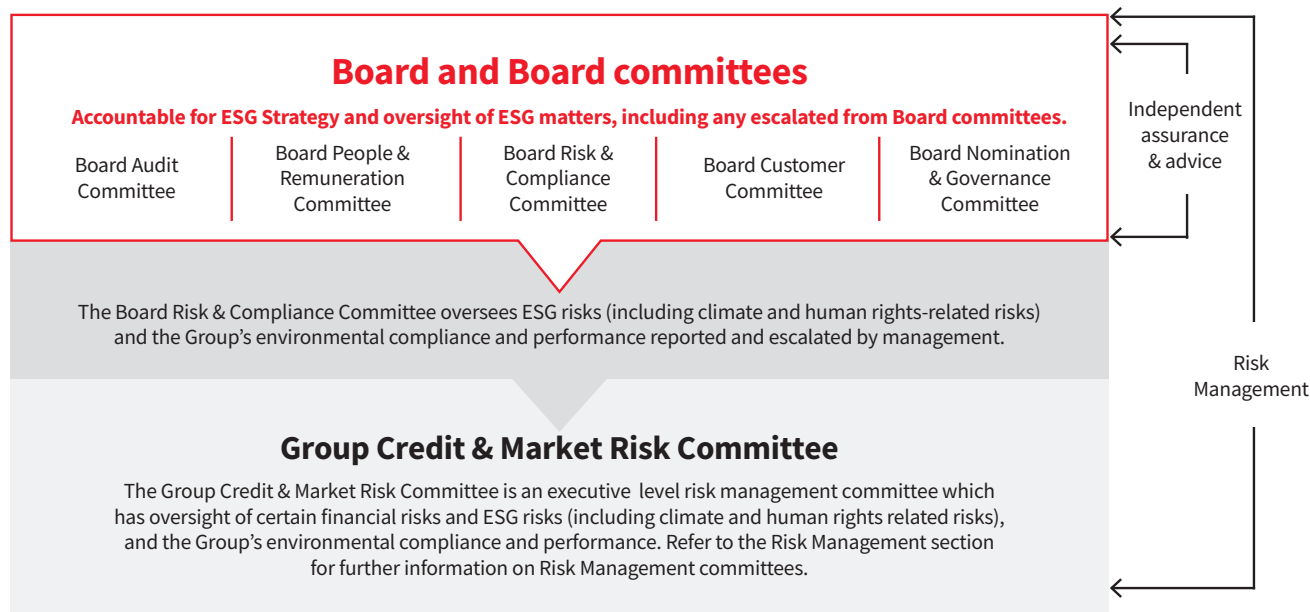 Board and Board committees
Accountable for ESG Strategy and oversight of ESG matters, including any escalated from Board committees.
Board Audit
Committee
Board People &
Remuneration
Committee
Board Risk &
Compliance
Committee
Board Customer
Committee
Board Nomination
& Governance
Committee
Independent
assurance
& advice
The Board Risk & Compliance Committee oversees ESG risks (including climate and human rights-related risks)
and the Group’s environmental compliance and performance reported and escalated by management.
Risk
Management
Group Credit & Market Risk Committee
The Group Credit & Market Risk Committee is an executive level risk management committee which
has oversight of certain financial risks and ESG risks (including climate and human rights related risks),
and the Group’s environmental compliance and performance. Refer to the Risk Management section
for further information on Risk Management committees.